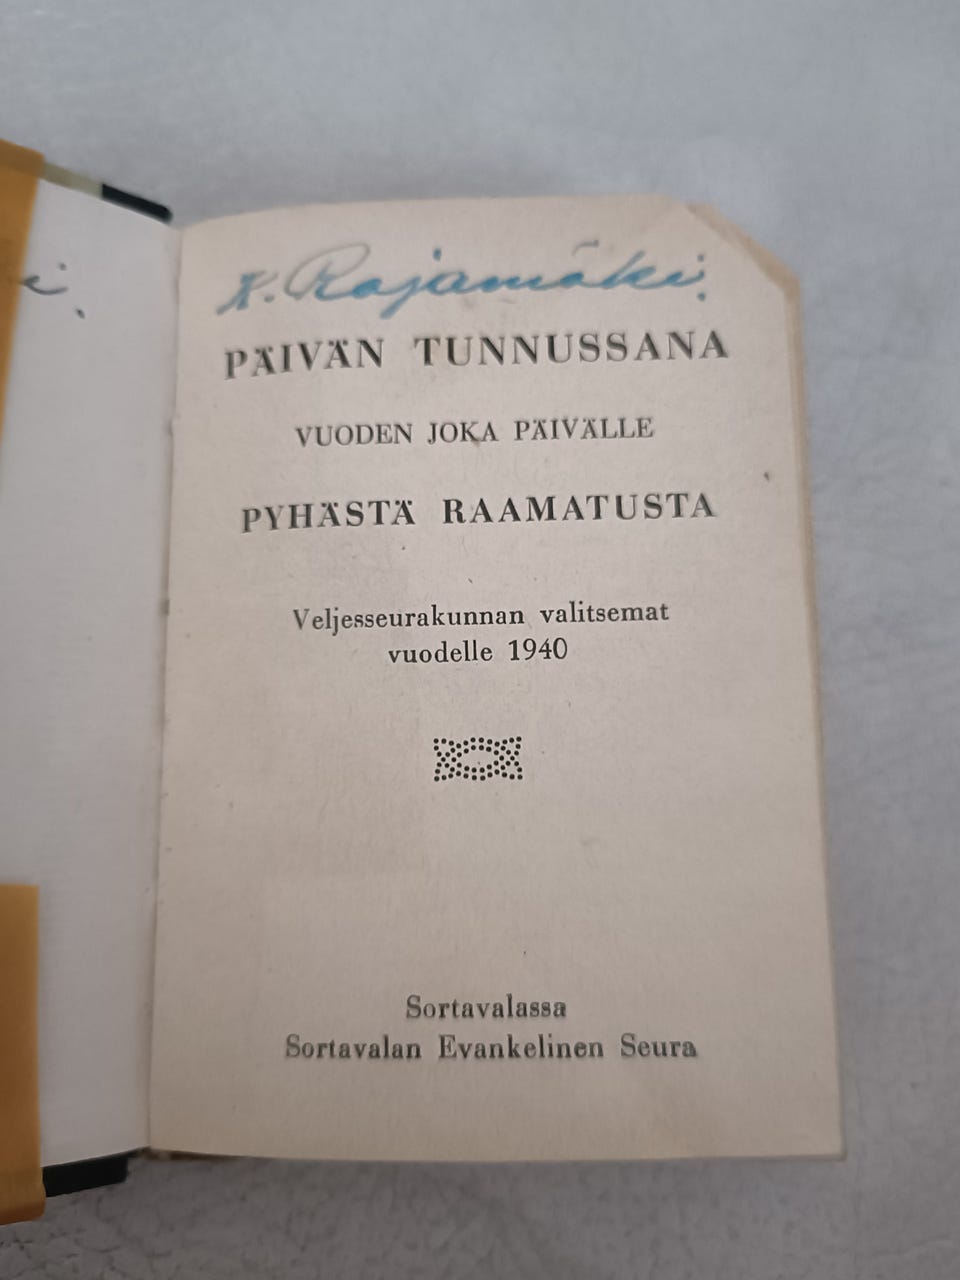 K. Rajamäki.
PÄIVÄN TUNNUSSANA
VUODEN JOKA PÄIVÄLLE
PYHÄSTÄ RAAMATUSTA
Veljesseurakunnan valitsemat
vuodelle 1940
Sortavalassa
Sortavalan Evankelinen Seura